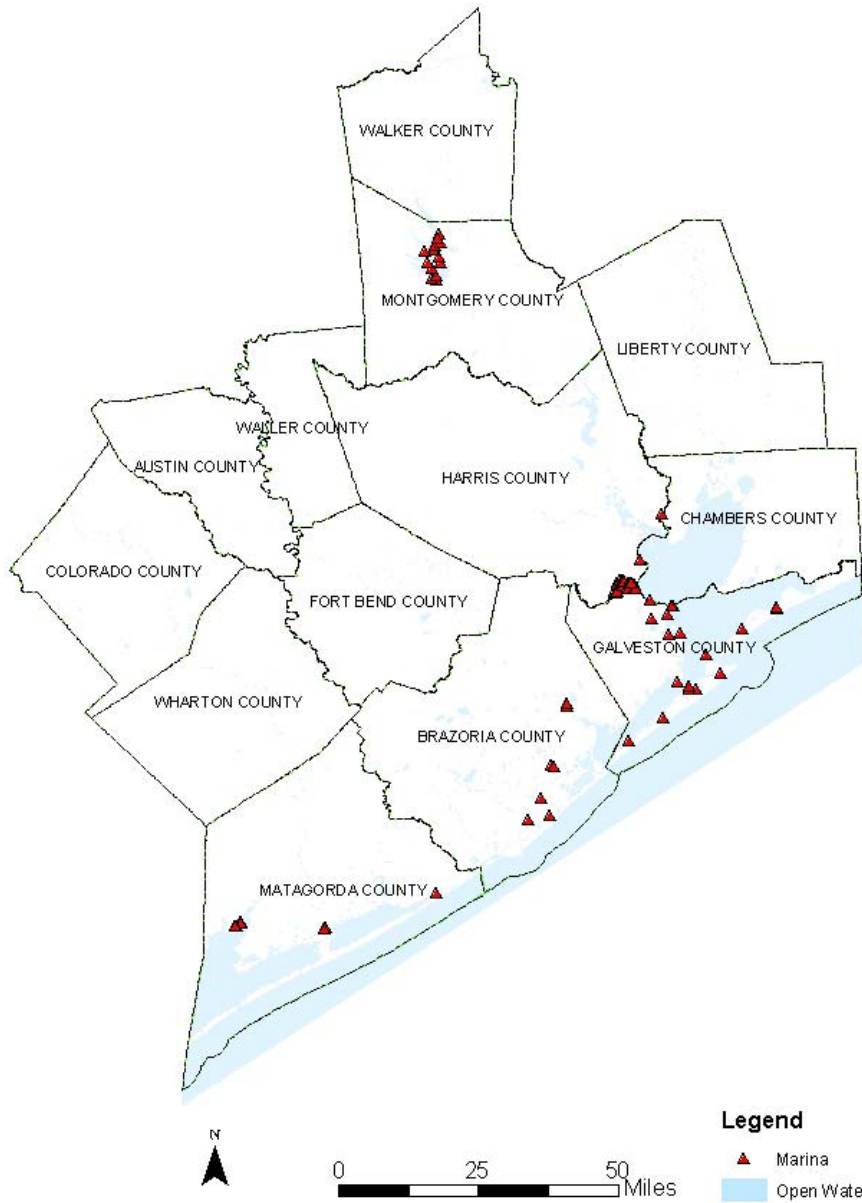 WALKER COUNTY
MONTGOMERY COUNTY
LIBERTY COUNTY
WALLER COUNTY
AUSTIN COUNTY
HARRIS COUNTY
CHAMBERS COUNTY
COLORADO COUNTY
FORT BEND COUNTY
GALVESTON COUNTY
WHARTON COUNTY
BRAZORIA COUNTY
MATAGORDA COUNTY
N
0 25 50
Miles
Legend
Marina
Open Wate